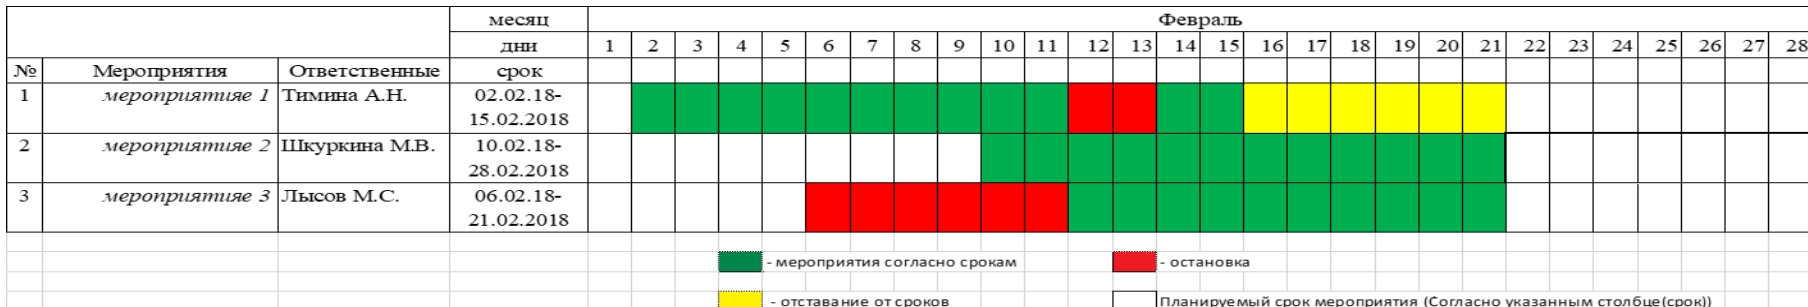 месяц Февраль
дни 1 2 3 4 5 6 7 8 9 10 11 12 13 14 15 16 17 18 19 20 21 22 23 24 25 26 27 28
№ Мероприятия Ответственные срок
1 мероприятияе 1 Тимина А.Н. 02.02.18-
15.02.2018
2 мероприятияе 2 Шкуркина М.В. 10.02.18-
28.02.2018
3 мероприятияе 3 Лысов М.С. 06.02.18-
21.02.2018
- мероприятия согласно срокам - остановка
- отставание от сроков Планируемый срок мероприятия (Согласно указанным столбце(срок))